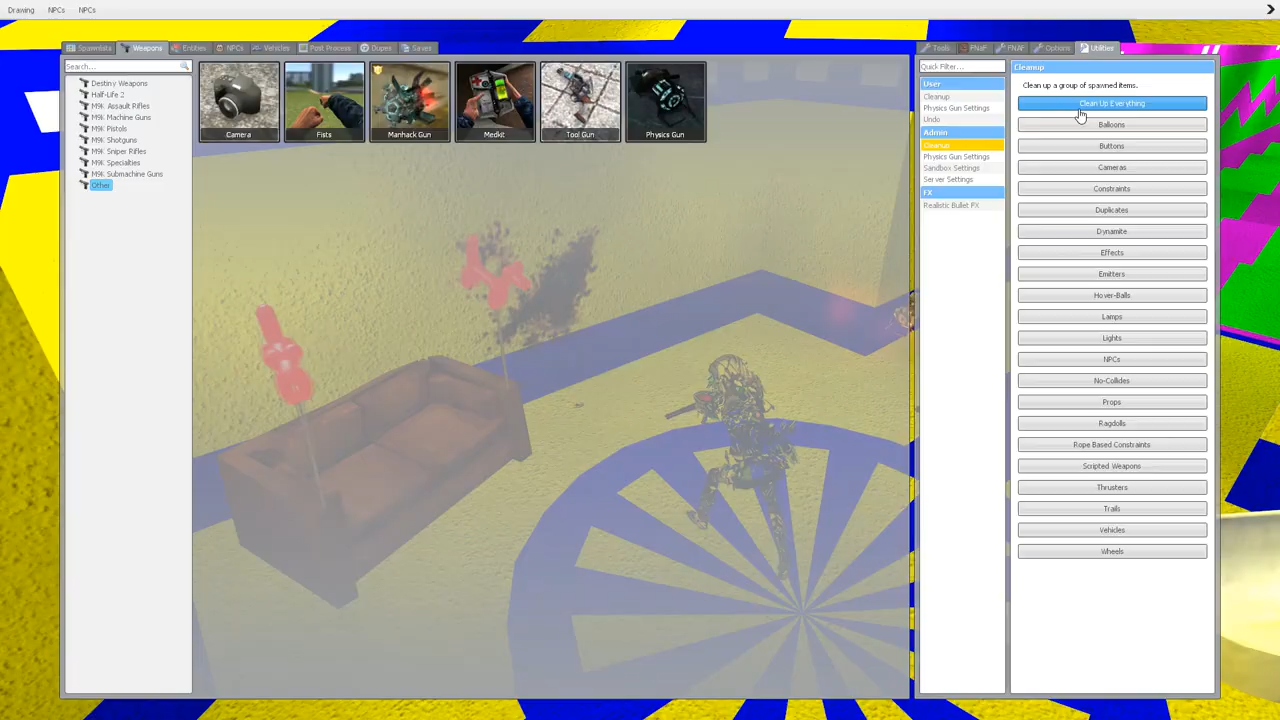 Drawing NPCs NPCs
Spawnlists Weapons Entities NPCs Vehicles Post Process Dupes Saves
Search...
Destiny Weapons
Half-Life 2
M9K Assault Rifles
M9K Machine Guns
M9K Pistols
M9K Shotguns
M9K Sniper Rifles
M9K Specialties
M9K Submachine Guns
Other
Camera Fists Manhack Gun Medkit Tool Gun Physics Gun
Tools FNaF FNAF Options Utilities
Quick Filter...
User
Cleanup
Physics Gun Settings
Undo
Admin
Cleanup
Physics Gun Settings
Sandbox Settings
Server Settings
FX
Realistic Bullet FX
Cleanup
Clean up a group of spawned items.
Clean Up Everything
Balloons
Buttons
Cameras
Constraints
Duplicates
Dynamite
Effects
Emitters
Hover-Balls
Lamps
Lights
NPCs
No-Collides
Props
Ragdolls
Rope Based Constraints
Scripted Weapons
Thrusters
Trails
Vehicles
Wheels